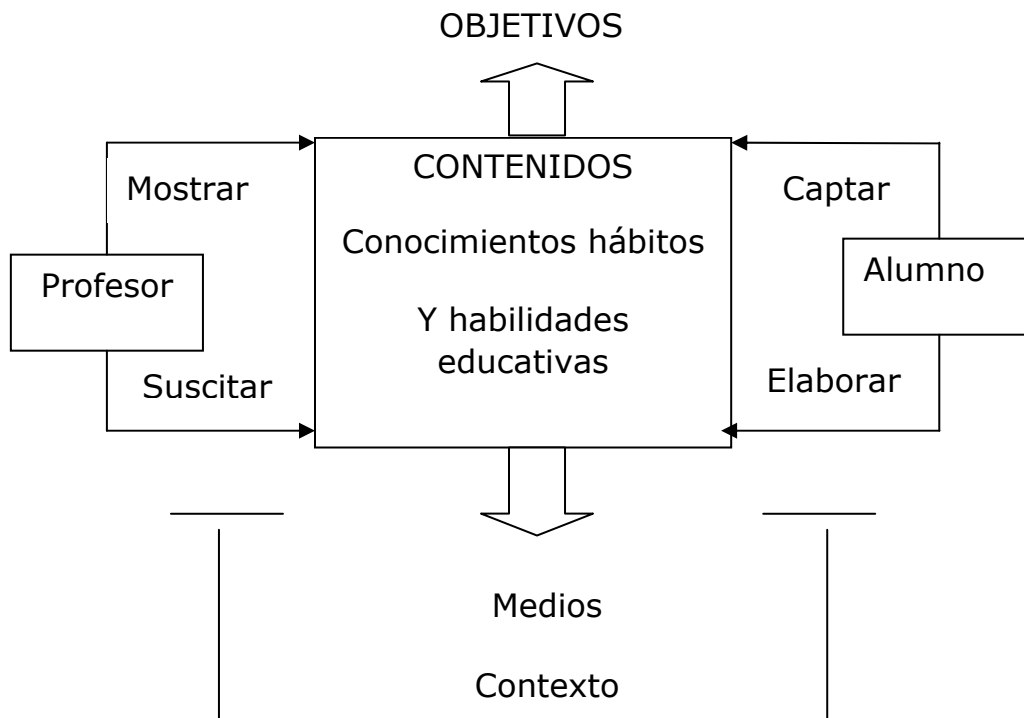 OBJETIVOS
CONTENIDOS
Mostrar
Captar
Conocimientos hábitos
Profesor
Alumno
Y habilidades
educativas
Suscitar
Elaborar
Medios
Contexto